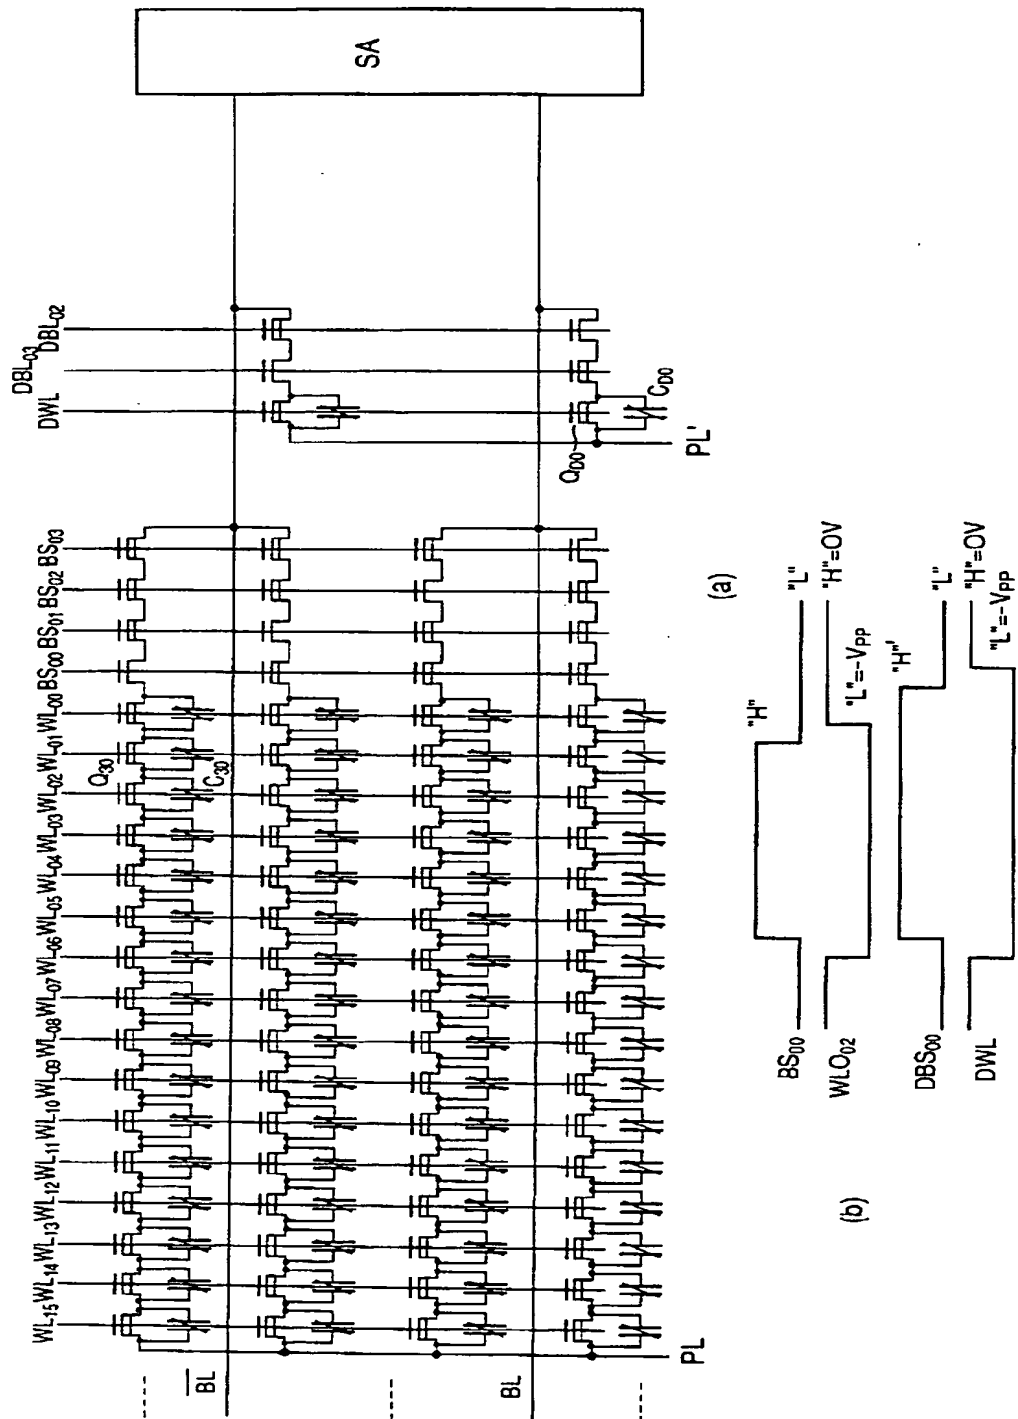 SA
DBL03
DBL02
DWL
CD0
QD0
PL'
BS03
BS02
BS01
BS00
WL00
WL01
WL02
WL03
WL04
WL05
WL06
WL07
WL08
WL09
WL10
WL11
WL12
WL13
WL14
WL15
Q30
C30
BL
BL
PL
(a)
BS00
"H"
"L"
WLO02
"H"=OV
"L"=-VPP
DBS00
"H"'
"L"
DWL
"H"=OV
"L"=-VPP
(b)